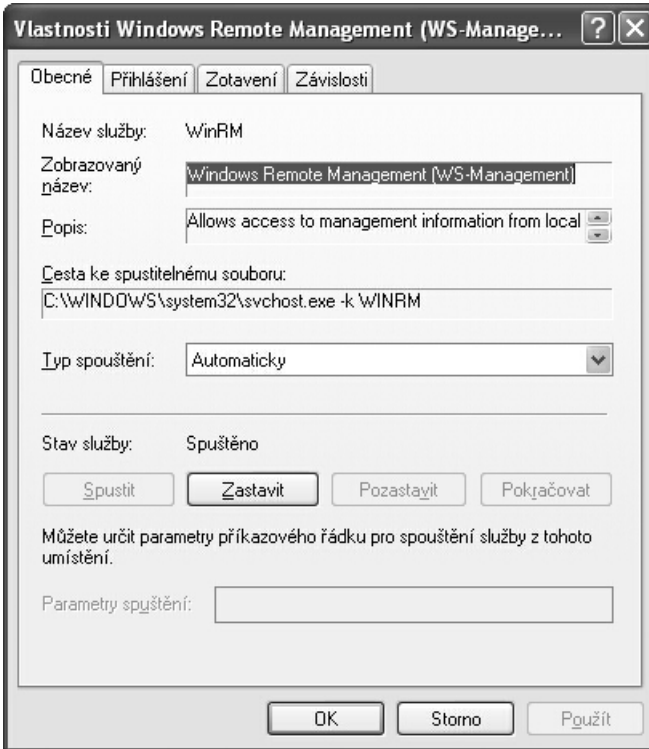 Vlastnosti Windows Remote Management (WS-Manage...
Obecné Přihlášení Zotavení Závislosti
Název služby: WinRM
Zobrazovaný
název: Windows Remote Management (WS-Management)
Popis: Allows access to management information from local
Cesta ke spustitelnému souboru:
C:\WINDOWS\system32\svchost.exe -k WINRM
Typ spouštění: Automaticky
Stav služby: Spuštěno
Spustit Zastavit Pozastavit Pokračovat
Můžete určit parametry příkazového řádku pro spouštění služby z tohoto
umístění.
Parametry spuštění:
OK Storno Použít